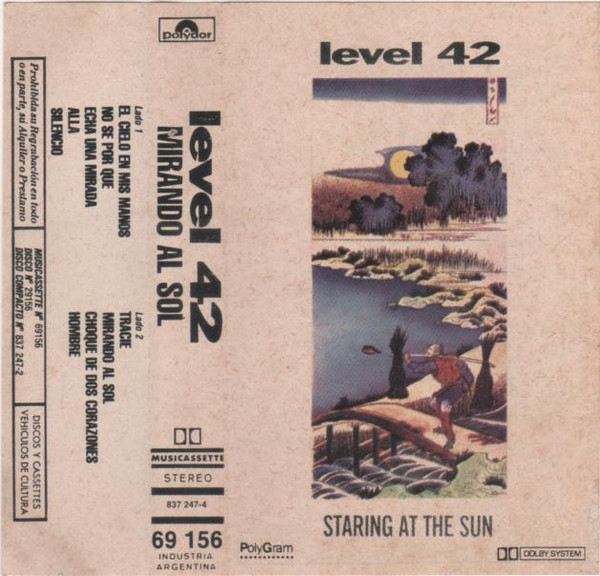 Prohibida su Regrabación en todo
o en parte, su Alquiler o Prestamo
MUSICASSETTE Nº 69156
DISCO Nº 29156
DISCO COMPACTO Nº 837 247-2
DISCOS Y CASSETTES
VEHICULOS DE CULTURA
Lado 1
EL CIELO EN MIS MANOS
NO SE POR QUE
ECHA UNA MIRADA
ALLA
SILENCIO
Lado 2
TRACIE
MIRANDO AL SOL
CHOQUE DE DOS CORAZONES
HOMBRE
polydor
level 42
MIRANDO AL SOL
MUSICASSETTE
STEREO
837 247-4
69 156
INDUSTRIA
ARGENTINA
level 42
STARING AT THE SUN
PolyGram
DOLBY SYSTEM